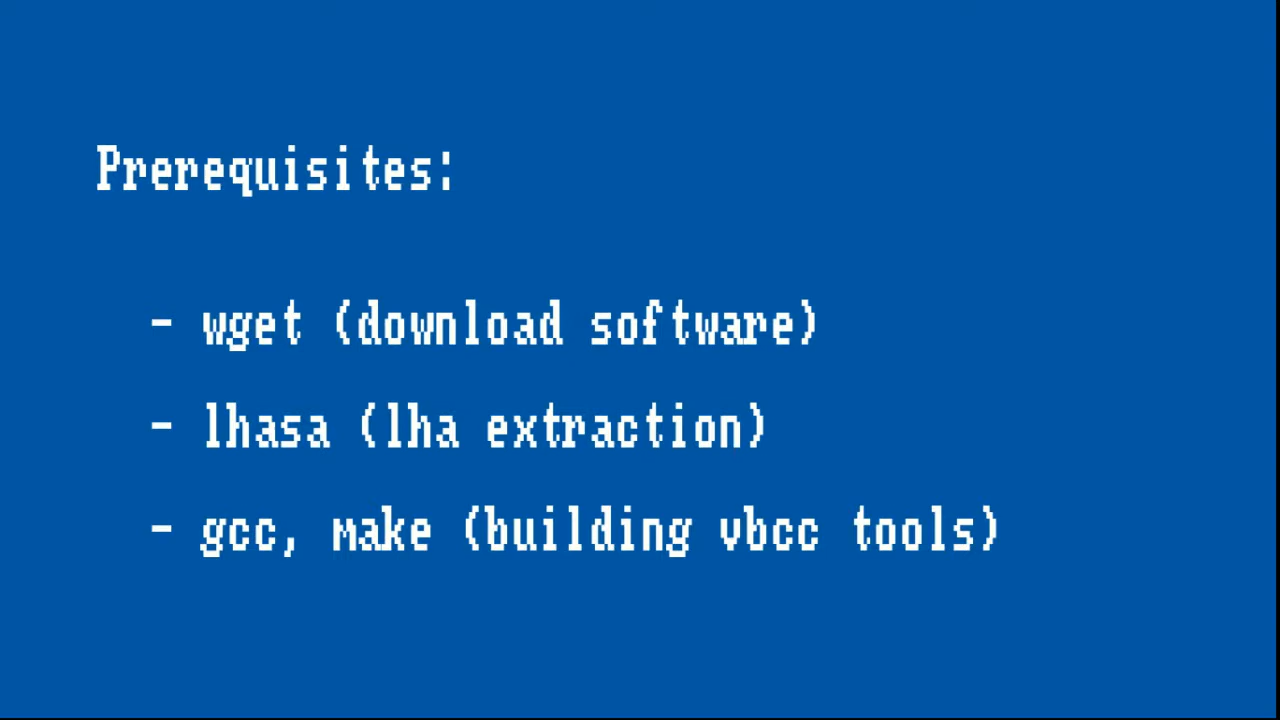 Prerequisites:
- wget (download software)
- lhasa (lha extraction)
- gcc, make (building vbcc tools)